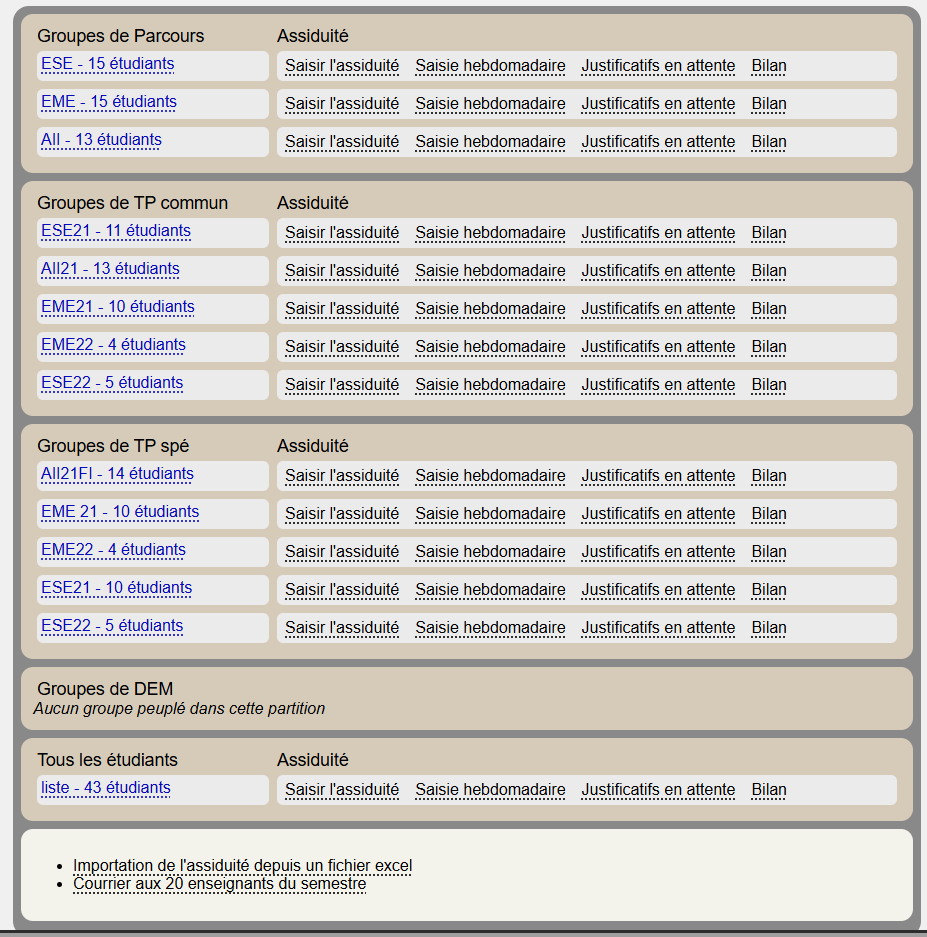 Groupes de Parcours Assiduité
ESE - 15 étudiants Saisir l'assiduité Saisie hebdomadaire Justificatifs en attente Bilan
EME - 15 étudiants Saisir l'assiduité Saisie hebdomadaire Justificatifs en attente Bilan
AII - 13 étudiants Saisir l'assiduité Saisie hebdomadaire Justificatifs en attente Bilan
Groupes de TP commun Assiduité
ESE21 - 11 étudiants Saisir l'assiduité Saisie hebdomadaire Justificatifs en attente Bilan
AII21 - 13 étudiants Saisir l'assiduité Saisie hebdomadaire Justificatifs en attente Bilan
EME21 - 10 étudiants Saisir l'assiduité Saisie hebdomadaire Justificatifs en attente Bilan
EME22 - 4 étudiants Saisir l'assiduité Saisie hebdomadaire Justificatifs en attente Bilan
ESE22 - 5 étudiants Saisir l'assiduité Saisie hebdomadaire Justificatifs en attente Bilan
Groupes de TP spé Assiduité
AII21FI - 14 étudiants Saisir l'assiduité Saisie hebdomadaire Justificatifs en attente Bilan
EME 21 - 10 étudiants Saisir l'assiduité Saisie hebdomadaire Justificatifs en attente Bilan
EME22 - 4 étudiants Saisir l'assiduité Saisie hebdomadaire Justificatifs en attente Bilan
ESE21 - 10 étudiants Saisir l'assiduité Saisie hebdomadaire Justificatifs en attente Bilan
ESE22 - 5 étudiants Saisir l'assiduité Saisie hebdomadaire Justificatifs en attente Bilan
Groupes de DEM
Aucun groupe peuplé dans cette partition
Tous les étudiants Assiduité
liste - 43 étudiants Saisir l'assiduité Saisie hebdomadaire Justificatifs en attente Bilan
• Importation de l'assiduité depuis un fichier excel
• Courrier aux 20 enseignants du semestre